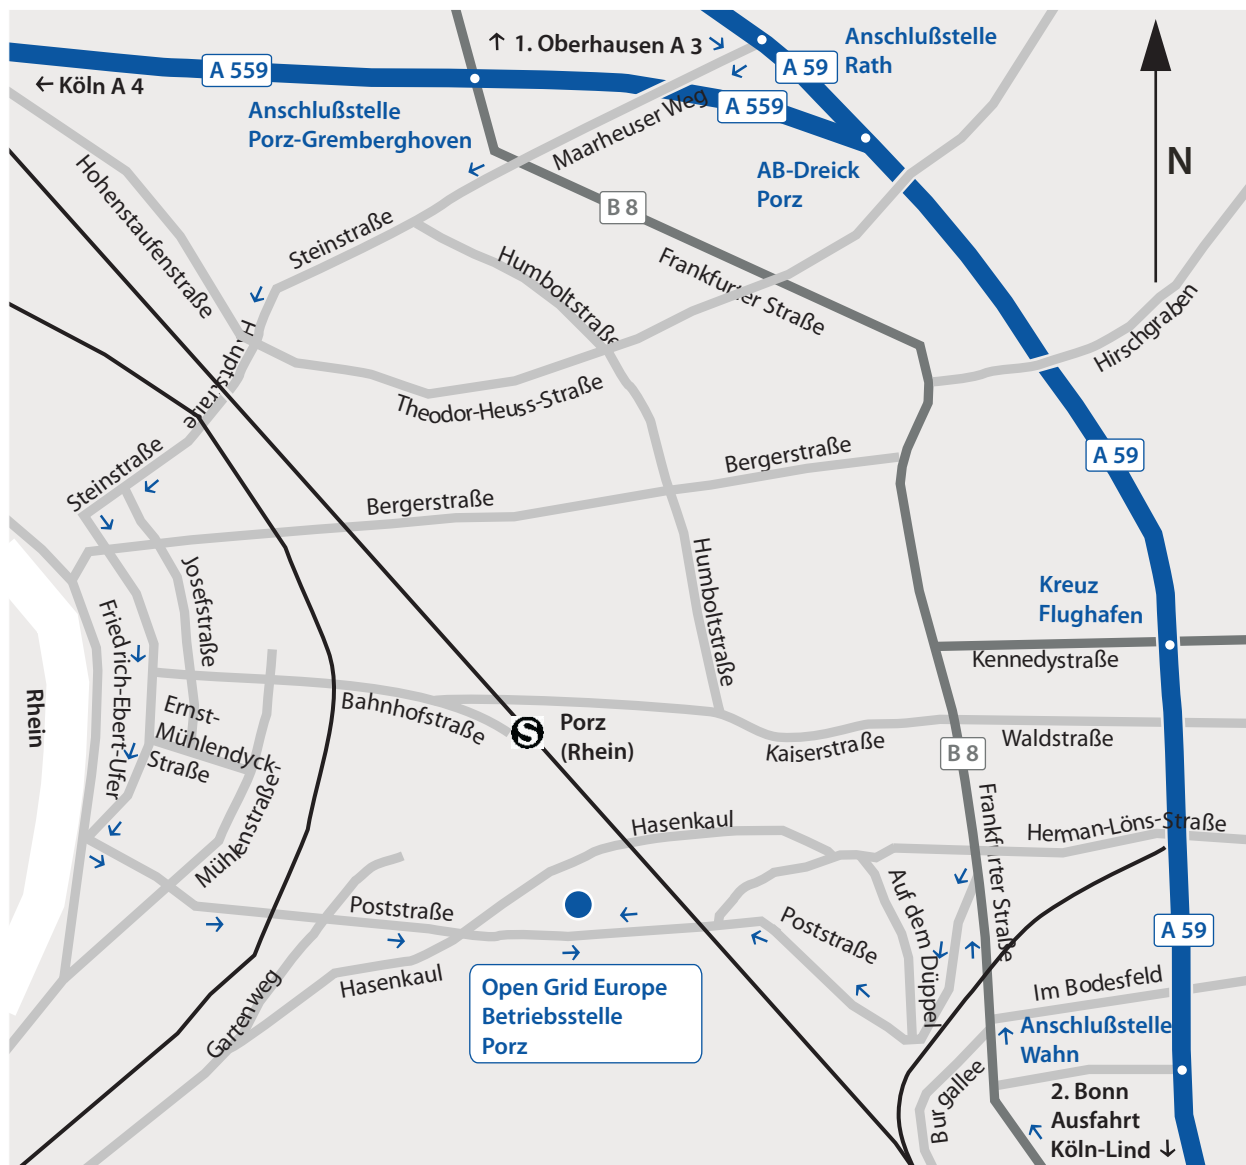 ↑ 1. Oberhausen A 3
Anschlußstelle
Rath
A 559
A 59
← Köln A 4
Anschlußstelle
Porz-Gremberghoven
A 559
Maarheuser Weg
AB-Dreick
Porz
N
Hohenstaufenstraße
B 8
Steinstraße
Humboltstraße
Frankfurter Straße
Hirschgraben
Hauptstraße
Theodor-Heuss-Straße
Steinstraße
Bergerstraße
Bergerstraße
A 59
Josefstraße
Humboltstraße
Kreuz
Flughafen
Friedrich-Ebert-Ufer
Kennedystraße
Rhein
Ernst-
Mühlendyck-
Straße
Bahnhofstraße
S
Porz
(Rhein)
Kaiserstraße
B 8
Waldstraße
Mühlenstraße
Hasenkaul
Frankfurter Straße
Herman-Löns-Straße
Poststraße
Auf dem Düppel
Poststraße
A 59
Hasenkaul
Gartenweg
Open Grid Europe
Betriebsstelle
Porz
Im Bodesfeld
Anschlußstelle
Wahn
Burgallee
2. Bonn
Ausfahrt
Köln-Lind ↓